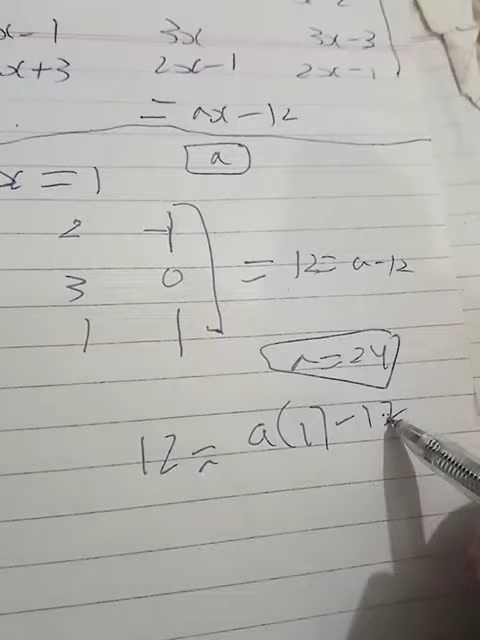 x-1 3x 3x-3
x+3 2x-1 2x-1
= ax-12
a
x=1
2 -1
3 0 = 12=a-12
1 1
a=24
12= a(1)-12